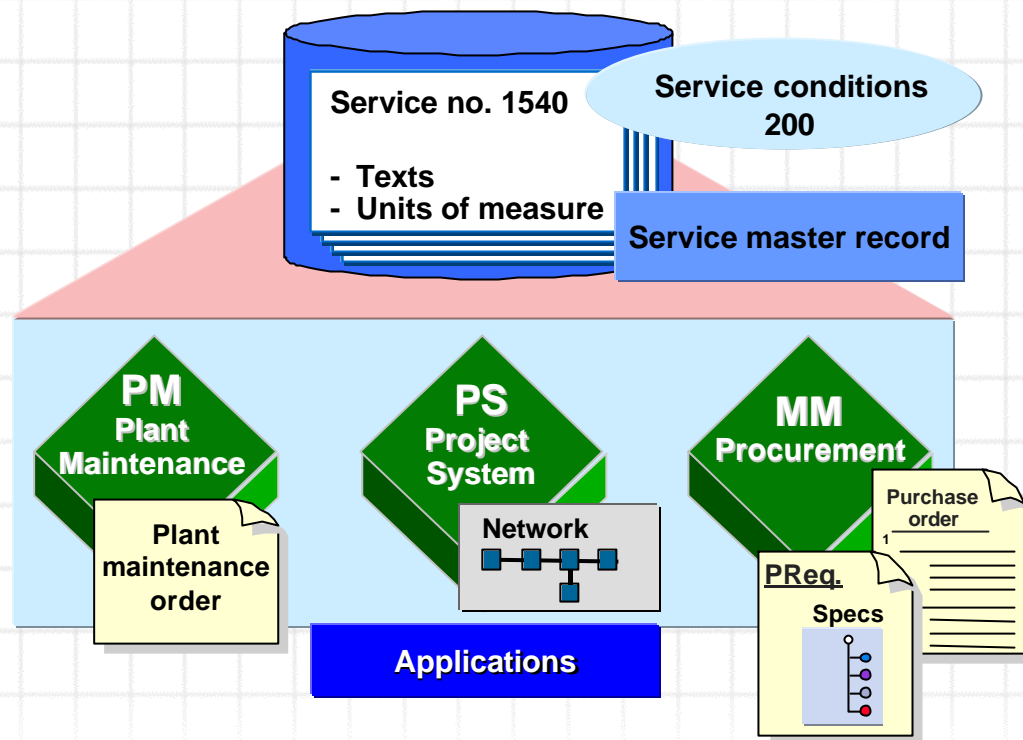 Service no. 1540
- Texts
- Units of measure
Service conditions
200
Service master record
PM
Plant
Maintenance
Plant
maintenance
order
PS
Project
System
Network
MM
Procurement
Purchase
order
1
PReq.
Specs
Applications